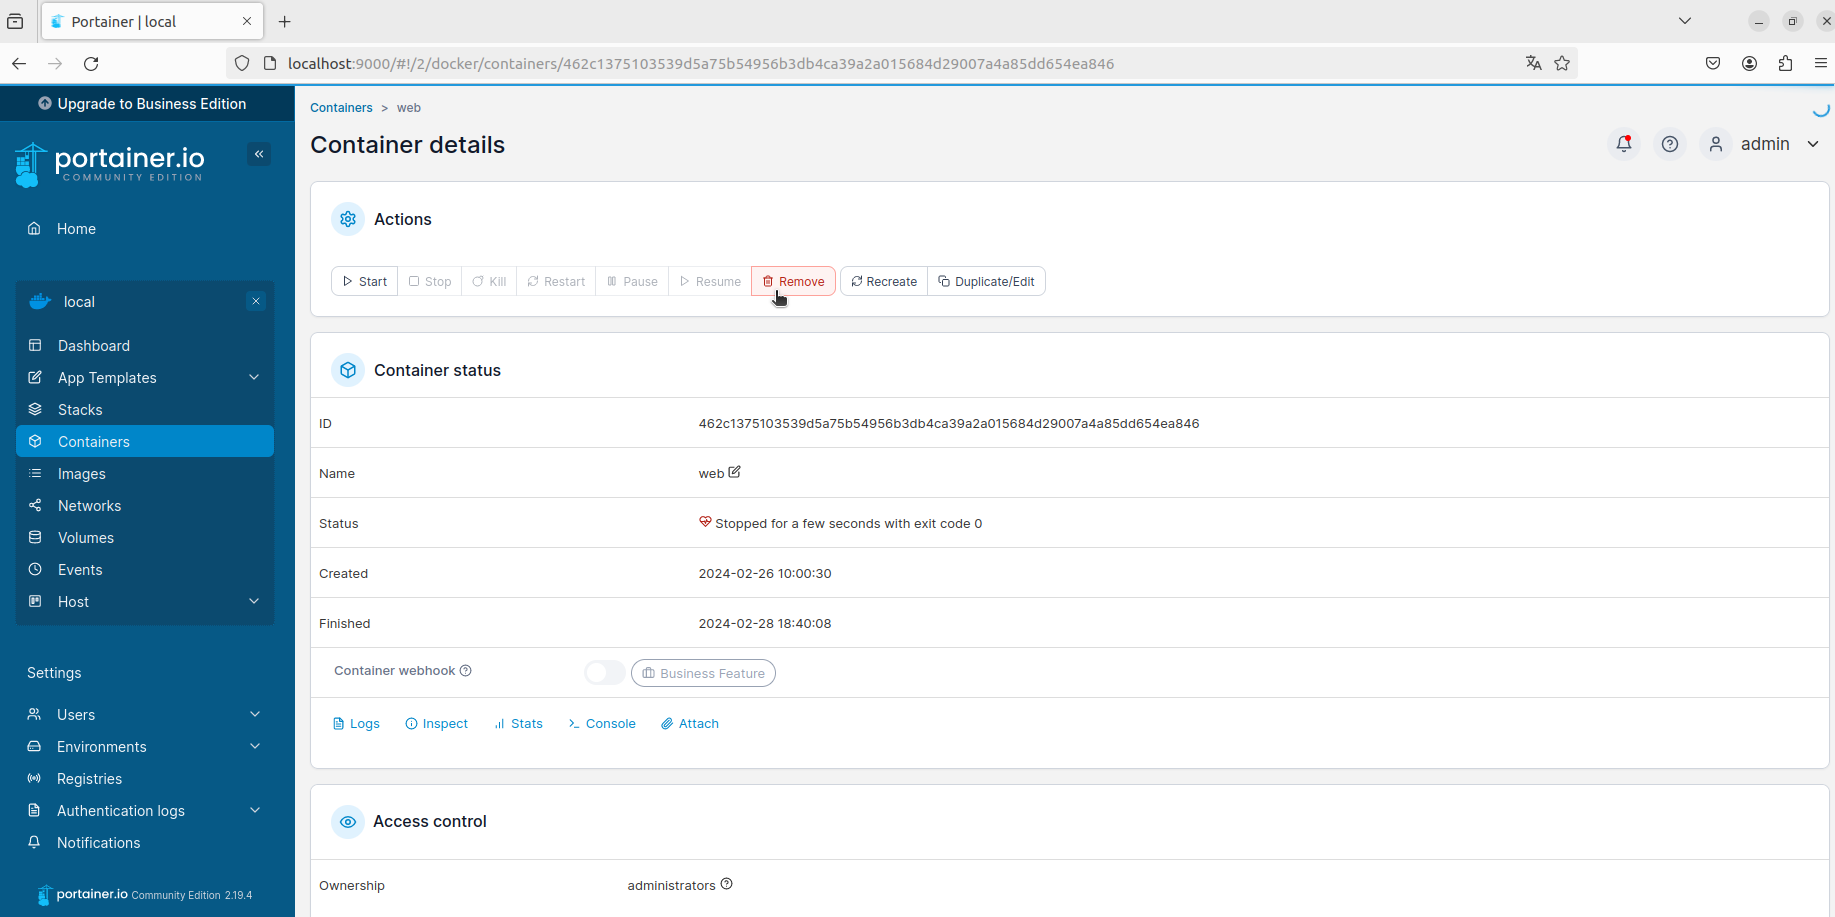 Portainer | local
localhost:9000/#!/2/docker/containers/462c1375103539d5a75b54956b3db4ca39a2a015684d29007a4a85dd654ea846
Upgrade to Business Edition
portainer.io
COMMUNITY EDITION
Home
local
Dashboard
App Templates
Stacks
Containers
Images
Networks
Volumes
Events
Host
Settings
Users
Environments
Registries
Authentication logs
Notifications
portainer.io Community Edition 2.19.4
Containers > web
Container details
admin
Actions
Start Stop Kill Restart Pause Resume Remove Recreate Duplicate/Edit
Container status
ID 462c1375103539d5a75b54956b3db4ca39a2a015684d29007a4a85dd654ea846
Name web
Status Stopped for a few seconds with exit code 0
Created 2024-02-26 10:00:30
Finished 2024-02-28 18:40:08
Container webhook Business Feature
Logs Inspect Stats Console Attach
Access control
Ownership administrators